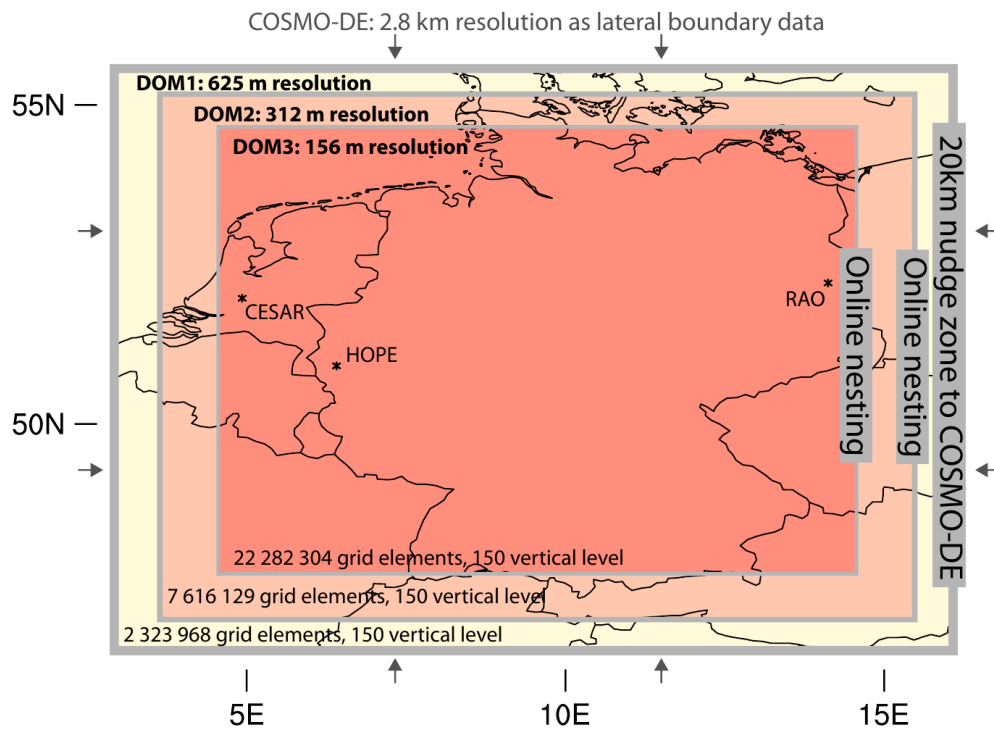 COSMO-DE: 2.8 km resolution as lateral boundary data
DOM1: 625 m resolution
55N
DOM2: 312 m resolution
DOM3: 156 m resolution
20km nudge zone to COSMO-DE
Online nesting
Online nesting
RAO
CESAR
HOPE
50N
22 282 304 grid elements, 150 vertical level
7 616 129 grid elements, 150 vertical level
2 323 968 grid elements, 150 vertical level
5E
10E
15E